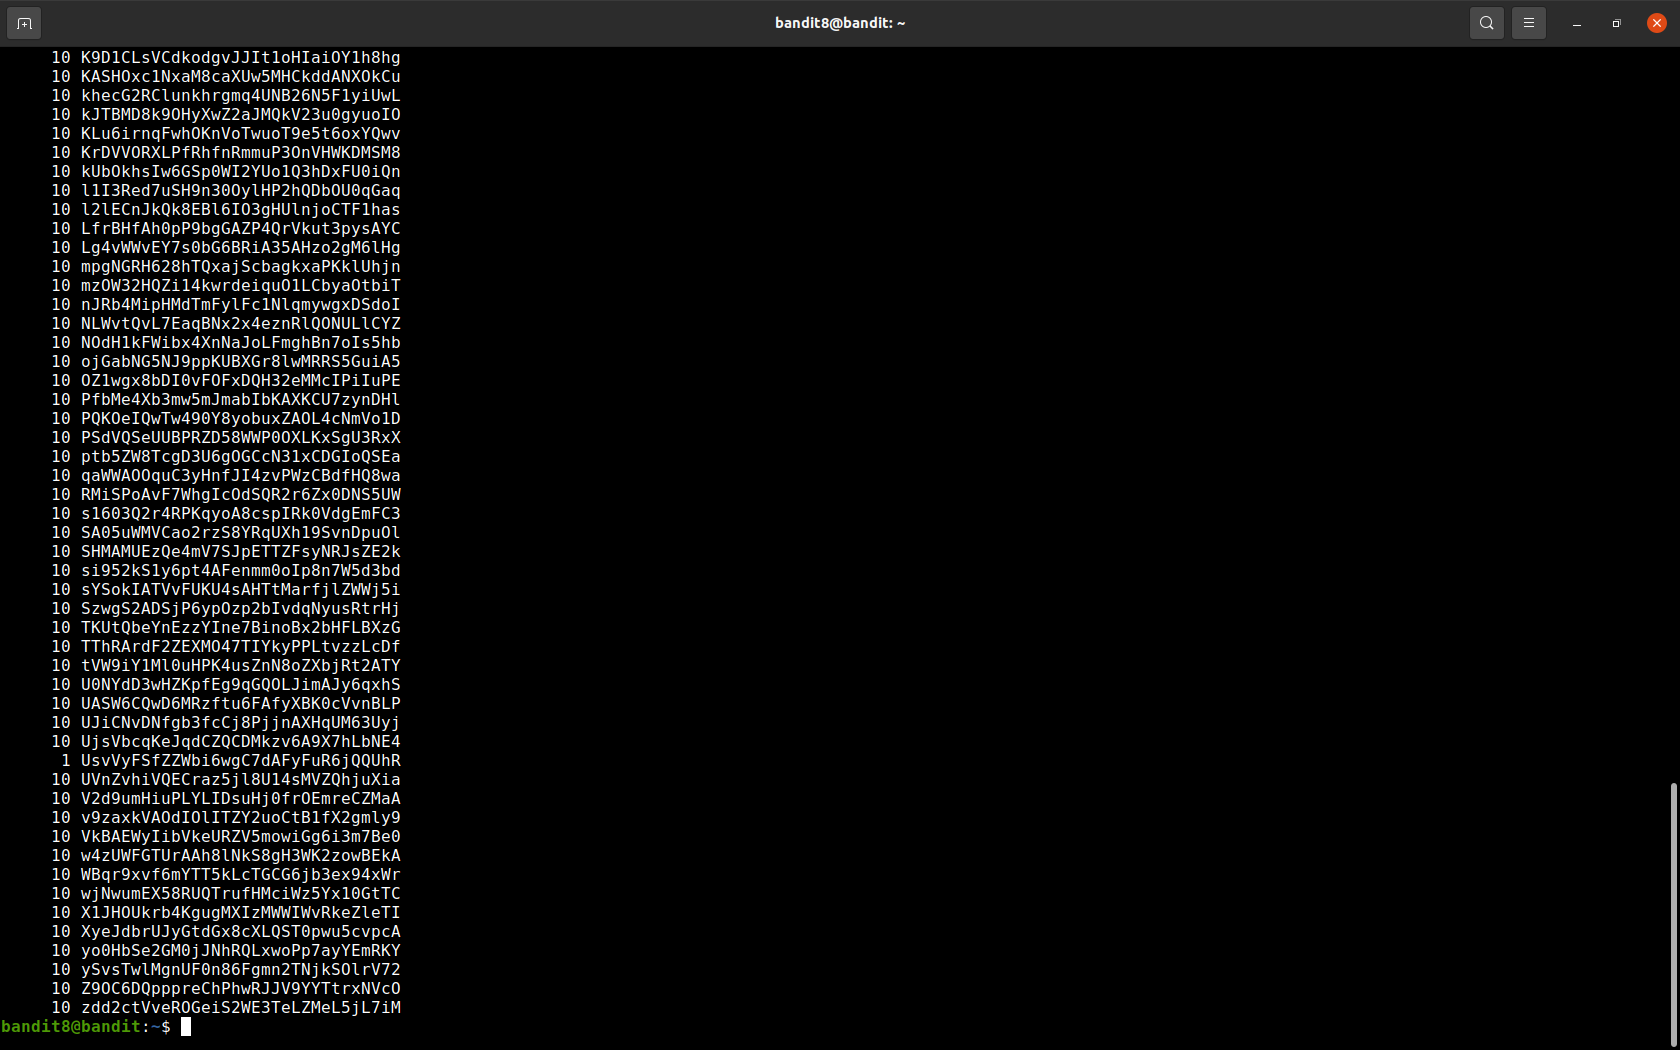 bandit8@bandit: ~
10 K9D1CLsVCdkodgvJJIt1oHIaiOY1h8hg
10 KASHOxc1NxaM8caXUw5MHCkddANXOkCu
10 khecG2RClunkhrgmq4UNB26N5F1yiUwL
10 kJTBMD8k9OHyXwZ2aJMQkV23u0gyuoIO
10 KLu6irnqFwhOKnVoTwuoT9e5t6oxYQwv
10 KrDVVORXLPfRhfnRmmuP3OnVHWKDMSM8
10 kUbOkhsIw6GSp0WI2YUo1Q3hDxFU0iQn
10 l1I3Red7uSH9n30OylHP2hQDbOU0qGaq
10 l2lECnJkQk8EBl6IO3gHUlnjoCTF1has
10 LfrBHfAh0pP9bgGAZP4QrVkut3pysAYC
10 Lg4vWWvEY7s0bG6BRiA35AHzo2gM6lHg
10 mpgNGRH628hTQxajScbagkxaPKklUhjn
10 mzOW32HQZi14kwrdeiquO1LCbyaOtbiT
10 nJRb4MipHMdTmFylFc1NlqmywgxDSdoI
10 NLWvtQvL7EaqBNx2x4eznRlQONULlCYZ
10 NOdH1kFWibx4XnNaJoLFmghBn7oIs5hb
10 ojGabNG5NJ9ppKUBXGr8lwMRRS5GuiA5
10 OZ1wgx8bDI0vFOFxDQH32eMMcIPiIuPE
10 PfbMe4Xb3mw5mJmabIbKAXKCU7zynDHl
10 PQKOeIQwTw490Y8yobuxZAOL4cNmVo1D
10 PSdVQSeUUBPRZD58WWP0OXLKxSgU3RxX
10 ptb5ZW8TcgD3U6gOGCcN31xCDGIoQSEa
10 qaWWAOOquC3yHnfJI4zvPWzCBdfHQ8wa
10 RMiSPoAvF7WhgIcOdSQR2r6Zx0DNS5UW
10 s1603Q2r4RPKqyoA8cspIRk0VdgEmFC3
10 SA05uWMVCao2rzS8YRqUXh19SvnDpuOl
10 SHMAMUEzQe4mV7SJpETTZFsyNRJsZE2k
10 si952kS1y6pt4AFenmm0oIp8n7W5d3bd
10 sYSokIATVvFUKU4sAHTtMarfjlZWWj5i
10 SzwgS2ADSjP6ypOzp2bIvdqNyusRtrHj
10 TKUtQbeYnEzzYIne7BinoBx2bHFLBXzG
10 TThRArdF2ZEXMO47TIYkyPPLtvzzLcDf
10 tVW9iY1Ml0uHPK4usZnN8oZXbjRt2ATY
10 U0NYdD3wHZKpfEg9qGQOLJimAJy6qxhS
10 UASW6CQwD6MRzftu6FAfyXBK0cVvnBLP
10 UJiCNvDNfgb3fcCj8PjjnAXHqUM63Uyj
10 UjsVbcqKeJqdCZQCDMkzv6A9X7hLbNE4
1 UsvVyFSfZZWbi6wgC7dAFyFuR6jQQUhR
10 UVnZvhiVQECraz5jl8U14sMVZQhjuXia
10 V2d9umHiuPLYLIDsuHj0frOEmreCZMaA
10 v9zaxkVAOdIOlITZY2uoCtB1fX2gmly9
10 VkBAEWyIibVkeURZV5mowiGg6i3m7Be0
10 w4zUWFGTUrAAh8lNkS8gH3WK2zowBEkA
10 WBqr9xvf6mYTT5kLcTGCG6jb3ex94xWr
10 wjNwumEX58RUQTrufHMciWz5Yx10GtTC
10 X1JHOUkrb4KgugMXIzMWWIWvRkeZleTI
10 XyeJdbrUJyGtdGx8cXLQST0pwu5cvpcA
10 yo0HbSe2GM0jJNhRQLxwoPp7ayYEmRKY
10 ySvsTwlMgnUF0n86Fgmn2TNjkSOlrV72
10 Z9OC6DQpppreChPhwRJJV9YYTtrxNVcO
10 zdd2ctVveROGeiS2WE3TeLZMeL5jL7iM
bandit8@bandit:~$